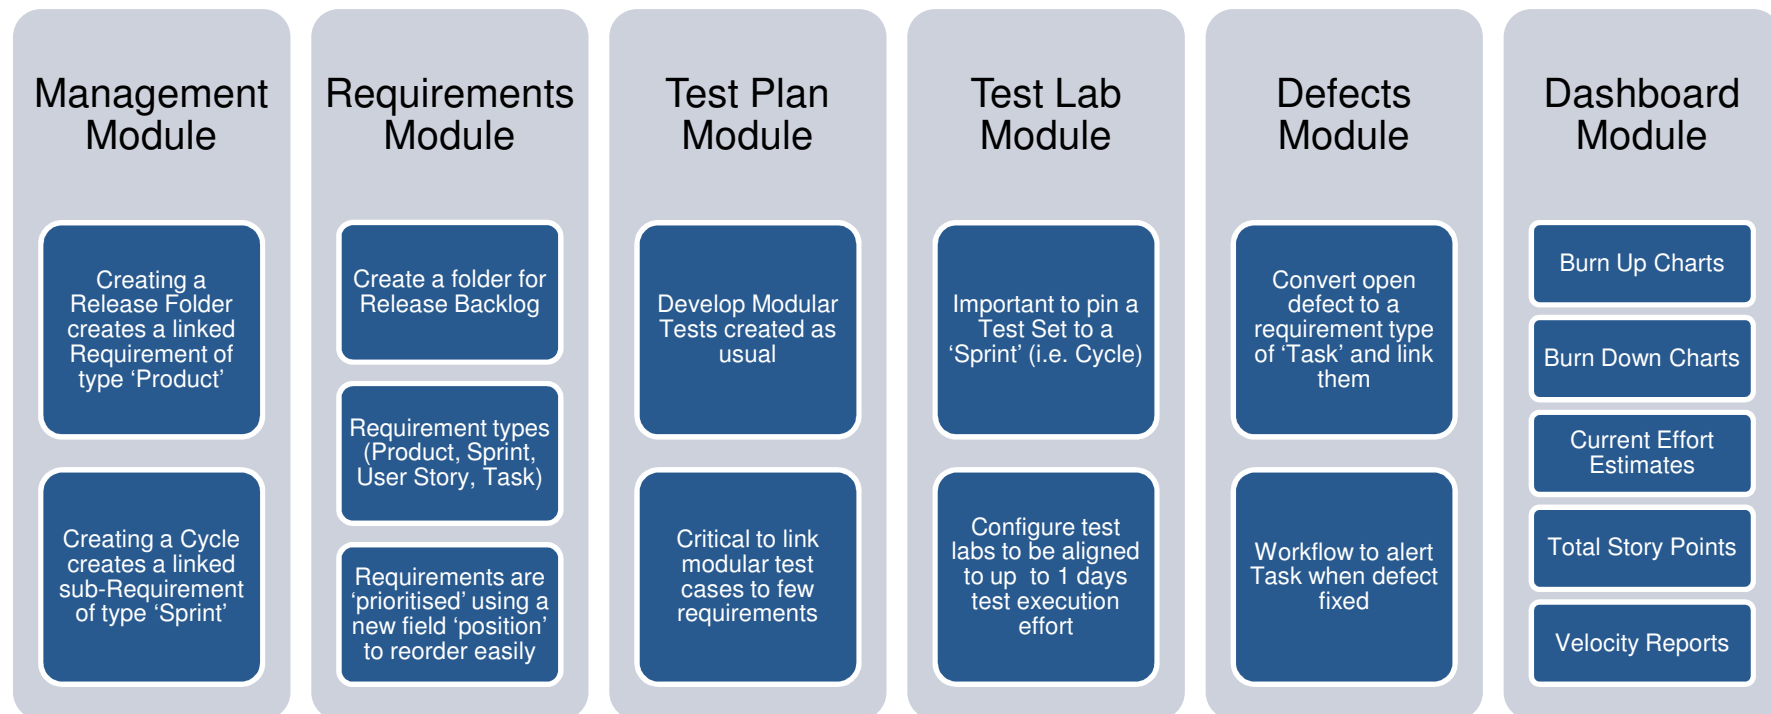 Management
Module
Creating a
Release Folder
creates a linked
Requirement of
type ‘Product’
Creating a Cycle
creates a linked
sub-Requirement
of type ‘Sprint’
Requirements
Module
Create a folder for
Release Backlog
Requirement types
(Product, Sprint,
User Story, Task)
Requirements are
‘prioritised’ using a
new field ‘position’
to reorder easily
Test Plan
Module
Develop Modular
Tests created as
usual
Critical to link
modular test
cases to few
requirements
Test Lab
Module
Important to pin a
Test Set to a
‘Sprint’ (i.e. Cycle)
Configure test
labs to be aligned
to up  to 1 days
test execution
effort
Defects
Module
Convert open
defect to a
requirement type
of ‘Task’ and link
them
Workflow to alert
Task when defect
fixed
Dashboard
Module
Burn Up Charts
Burn Down Charts
Current Effort
Estimates
Total Story Points
Velocity Reports